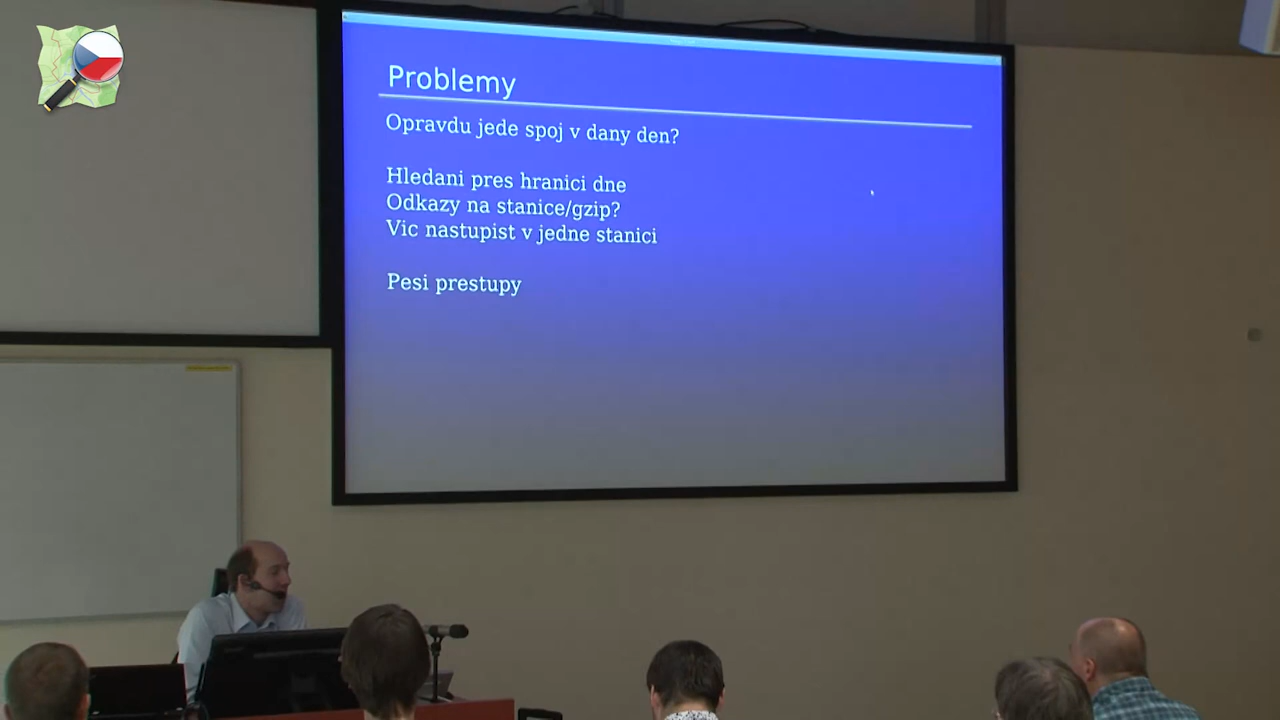 Problemy
Opravdu jede spoj v dany den?
Hledani pres hranici dne
Odkazy na stanice/gzip?
Vic nastupist v jedne stanici
Pesi prestupy